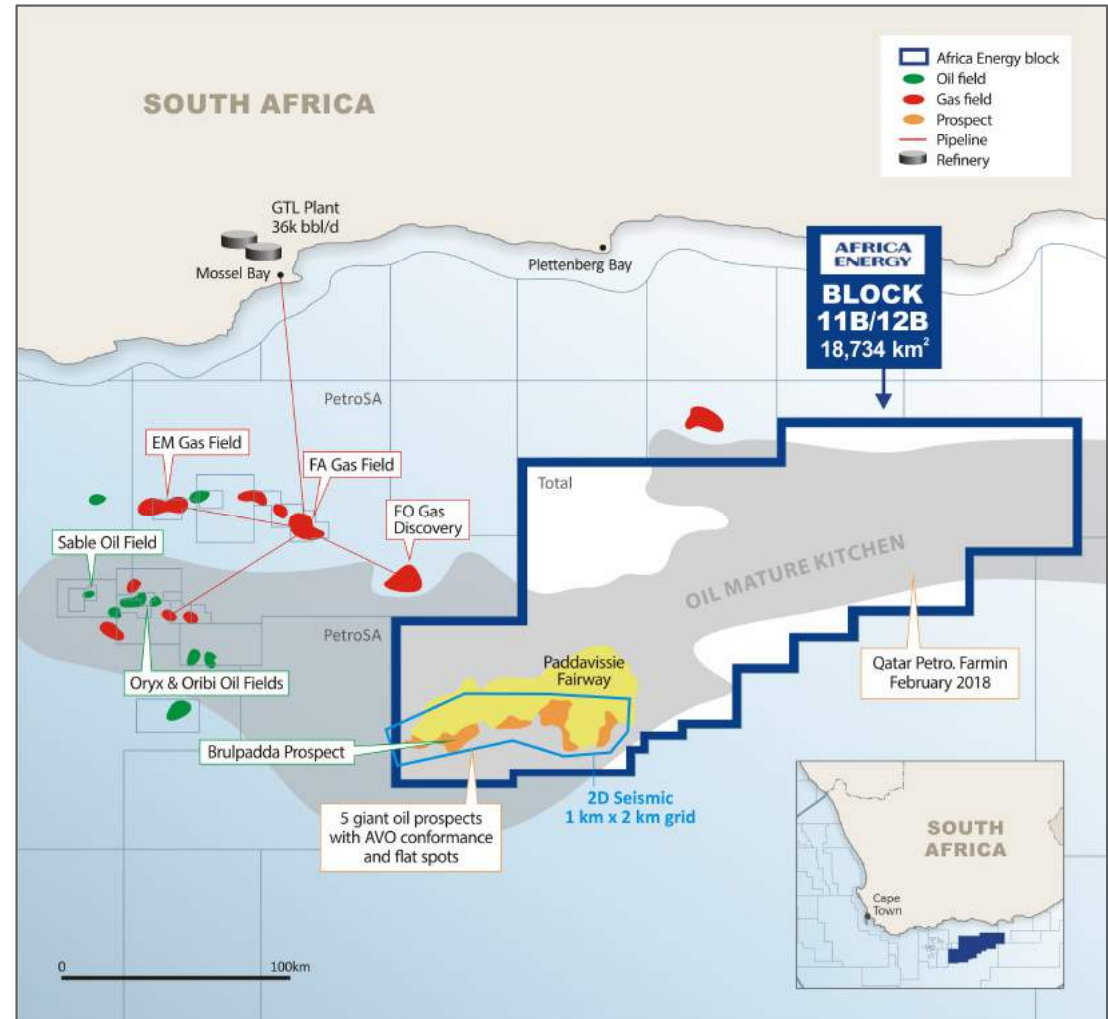 SOUTH AFRICA
Africa Energy block
Oil field
Gas field
Prospect
Pipeline
Refinery
GTL Plant
36k bbl/d
Mossel Bay
Plettenberg Bay
AFRICA
ENERGY
BLOCK
11B/12B
18,734 km²
PetroSA
EM Gas Field
FA Gas Field
FO Gas
Discovery
Total
Sable Oil Field
OIL MATURE KITCHEN
PetroSA
Oryx & Oribi Oil Fields
Paddavissie
Fairway
Qatar Petro. Farmin
February 2018
Brulpadda Prospect
2D Seismic
1 km x 2 km grid
5 giant oil prospects
with AVO conformance
and flat spots
SOUTH
AFRICA
Cape
Town
0 100km